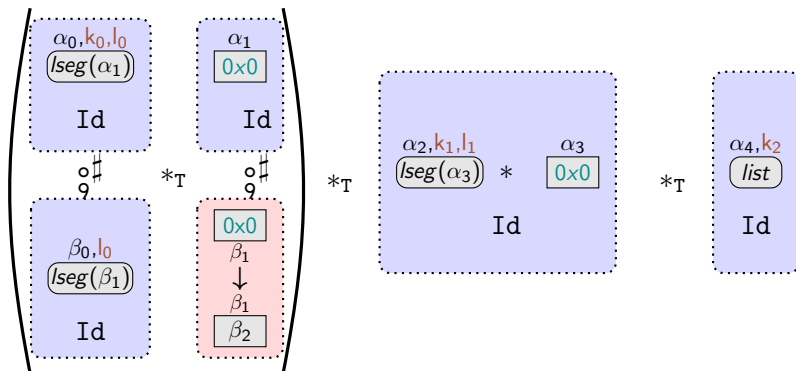 ( α₀,k₀,l₀ lseg(α₁) Id *T α₁ 0x0 Id
⨟♯ ⨟♯
β₀,l₀ lseg(β₁) Id 0x0 β₁ ↓ β₁ β₂ )
*T
α₂,k₁,l₁ α₃
lseg(α₃) * 0x0
Id
*T
α₄,k₂
list
Id